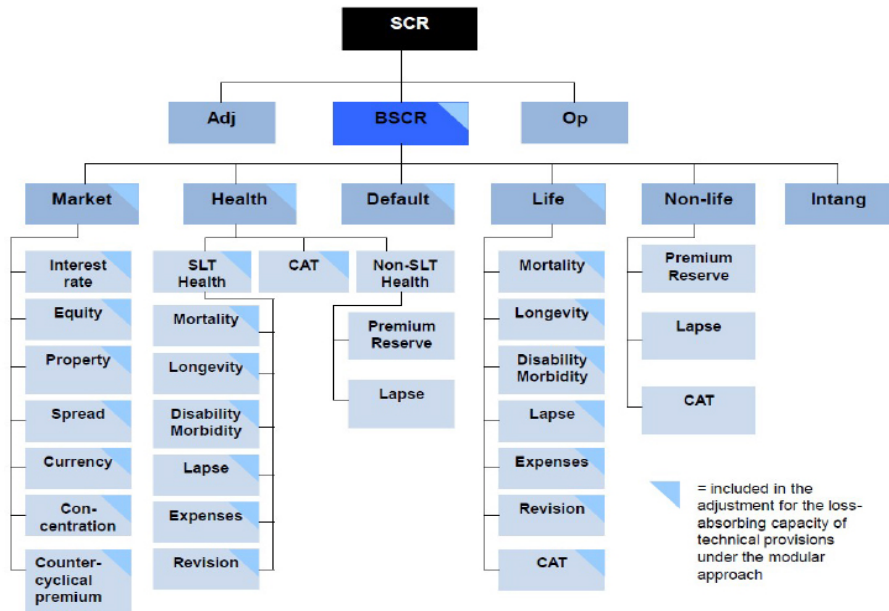 SCR
Adj
BSCR
Op
Market
Health
Default
Life
Non-life
Intang
Interest
rate
Equity
Property
Spread
Currency
Con-
centration
Counter-
cyclical
premium
SLT
Health
CAT
Non-SLT
Health
Mortality
Longevity
Disability
Morbidity
Lapse
Expenses
Revision
Premium
Reserve
Lapse
Mortality
Longevity
Disability
Morbidity
Lapse
Expenses
Revision
CAT
Premium
Reserve
Lapse
CAT
= included in the
adjustment for the loss-
absorbing capacity of
technical provisions
under the modular
approach